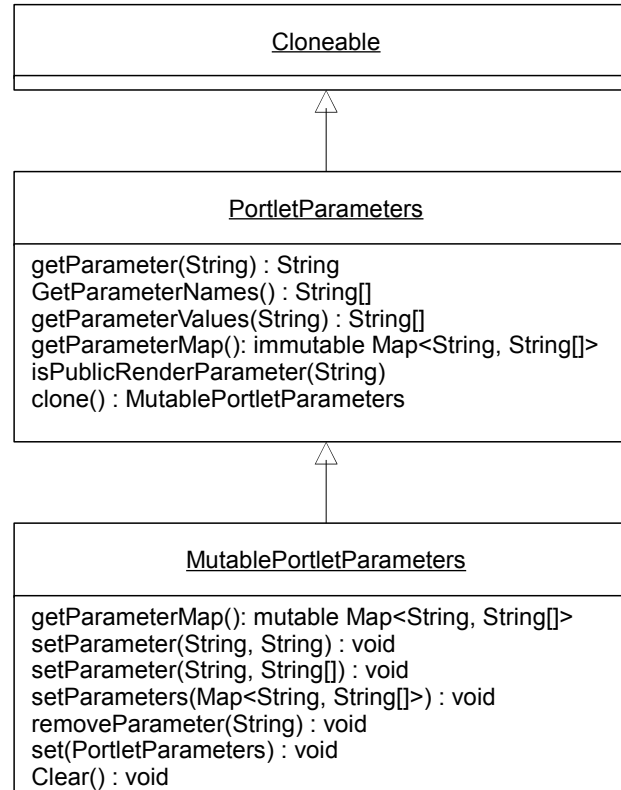 Cloneable
PortletParameters
getParameter(String) : String
GetParameterNames() : String[]
getParameterValues(String) : String[]
getParameterMap(): immutable Map<String, String[]>
isPublicRenderParameter(String)
clone() : MutablePortletParameters
MutablePortletParameters
getParameterMap(): mutable Map<String, String[]>
setParameter(String, String) : void
setParameter(String, String[]) : void
setParameters(Map<String, String[]>) : void
removeParameter(String) : void
set(PortletParameters) : void
Clear() : void